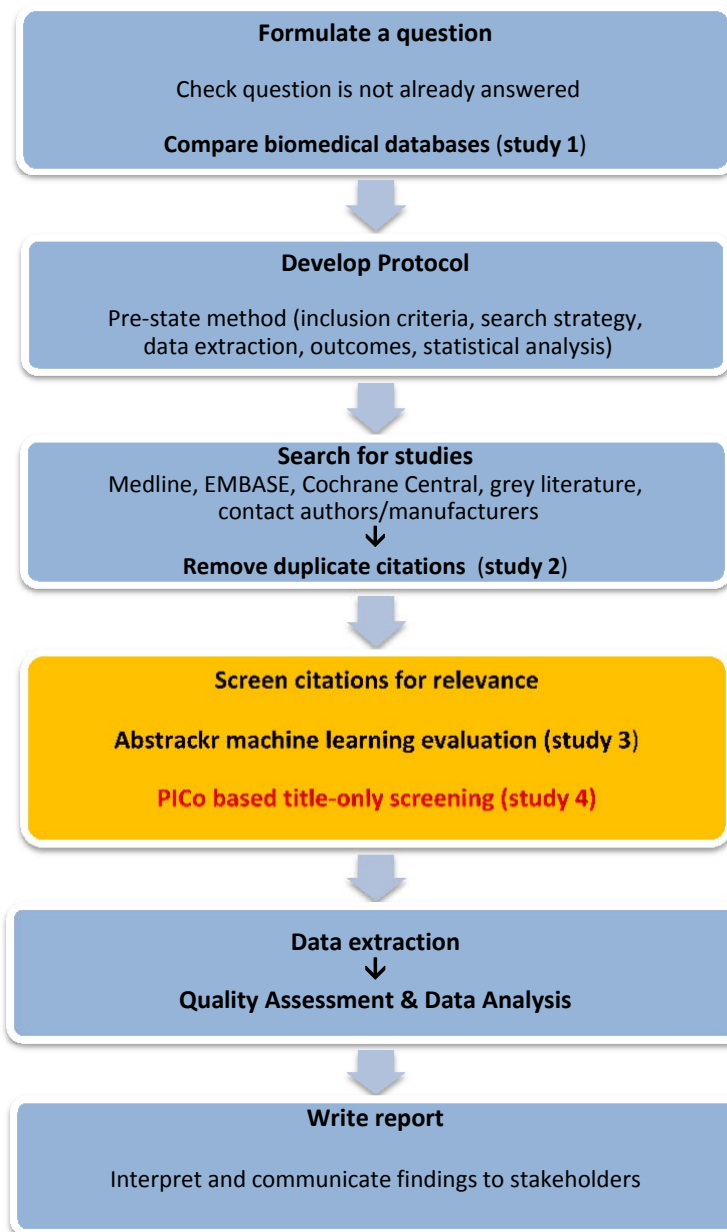 Formulate a question
Check question is not already answered
Compare biomedical databases (study 1)
Develop Protocol
Pre-state method (inclusion criteria, search strategy,
data extraction, outcomes, statistical analysis)
Search for studies
Medline, EMBASE, Cochrane Central, grey literature,
contact authors/manufacturers
↓
Remove duplicate citations (study 2)
Screen citations for relevance
Abstrackr machine learning evaluation (study 3)
PICo based title-only screening (study 4)
Data extraction
↓
Quality Assessment & Data Analysis
Write report
Interpret and communicate findings to stakeholders